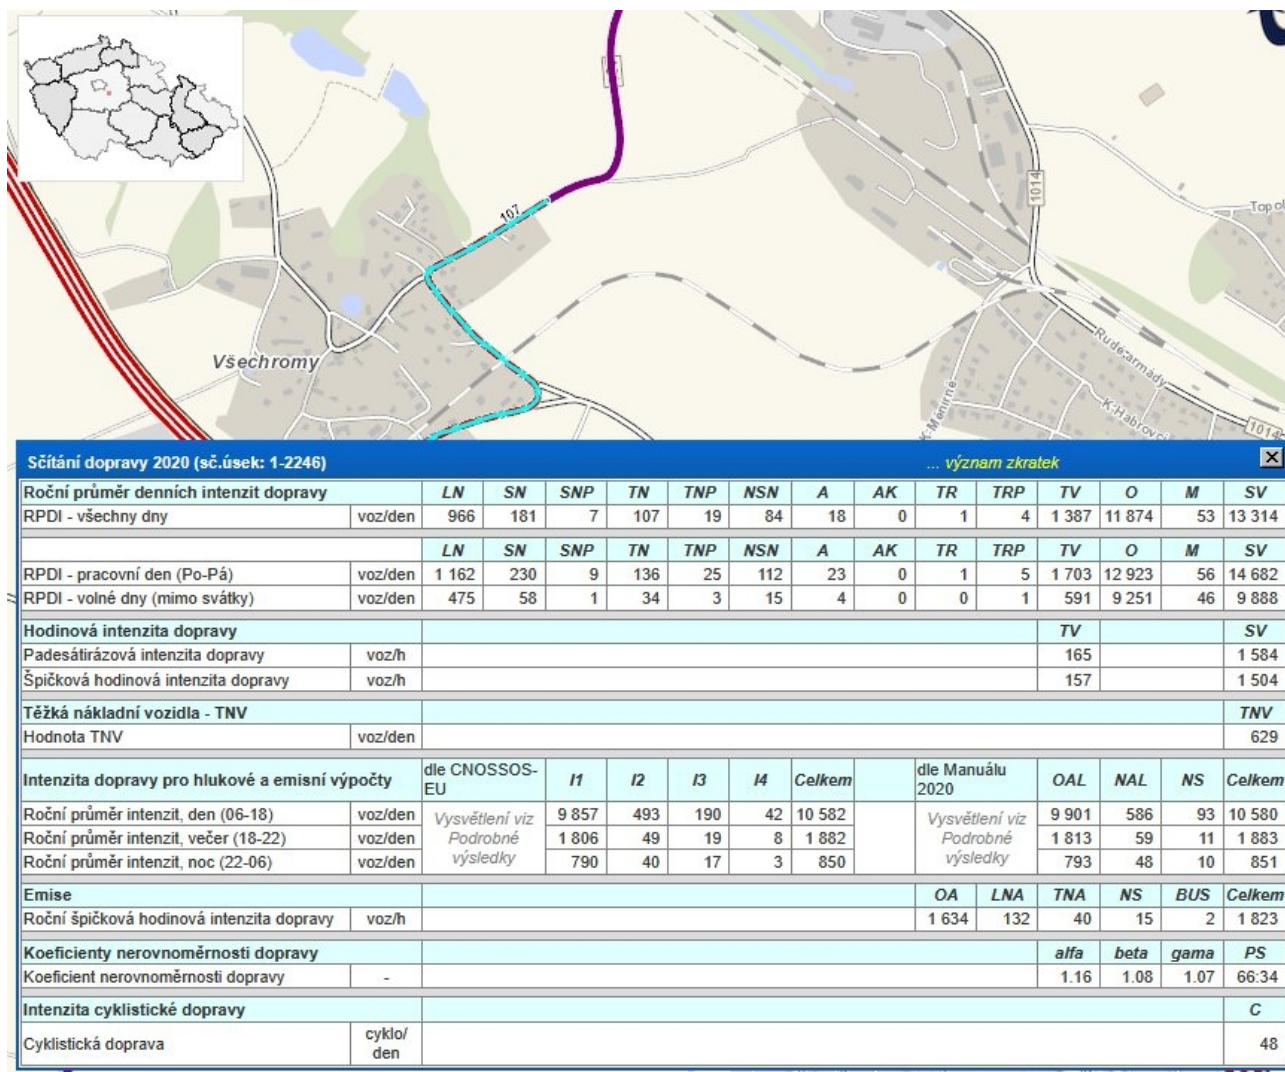 107
1014
Topol
Všechromy
Rudé armády
K Měnírně
K Habrovci
1014
Sčítání dopravy 2020 (sč.úsek: 1-2246) ... význam zkratek X
Roční průměr denních intenzit dopravy LN SN SNP TN TNP NSN A AK TR TRP TV O M SV
RPDI - všechny dny voz/den 966 181 7 107 19 84 18 0 1 4 1 387 11 874 53 13 314
LN SN SNP TN TNP NSN A AK TR TRP TV O M SV
RPDI - pracovní den (Po-Pá) voz/den 1 162 230 9 136 25 112 23 0 1 5 1 703 12 923 56 14 682
RPDI - volné dny (mimo svátky) voz/den 475 58 1 34 3 15 4 0 0 1 591 9 251 46 9 888
Hodinová intenzita dopravy TV SV
Padesátirázová intenzita dopravy voz/h 165 1 584
Špičková hodinová intenzita dopravy voz/h 157 1 504
Těžká nákladní vozidla - TNV TNV
Hodnota TNV voz/den 629
Intenzita dopravy pro hlukové a emisní výpočty dle CNOSSOS-EU I1 I2 I3 I4 Celkem dle Manuálu 2020 OAL NAL NS Celkem
Roční průměr intenzit, den (06-18) voz/den Vysvětlení viz 9 857 493 190 42 10 582 Vysvětlení viz 9 901 586 93 10 580
Roční průměr intenzit, večer (18-22) voz/den Podrobné 1 806 49 19 8 1 882 Podrobné 1 813 59 11 1 883
Roční průměr intenzit, noc (22-06) voz/den výsledky 790 40 17 3 850 výsledky 793 48 10 851
Emise OA LNA TNA NS BUS Celkem
Roční špičková hodinová intenzita dopravy voz/h 1 634 132 40 15 2 1 823
Koeficienty nerovnoměrnosti dopravy alfa beta gama PS
Koeficient nerovnoměrnosti dopravy - 1.16 1.08 1.07 66:34
Intenzita cyklistické dopravy C
Cyklistická doprava cyklo/den 48